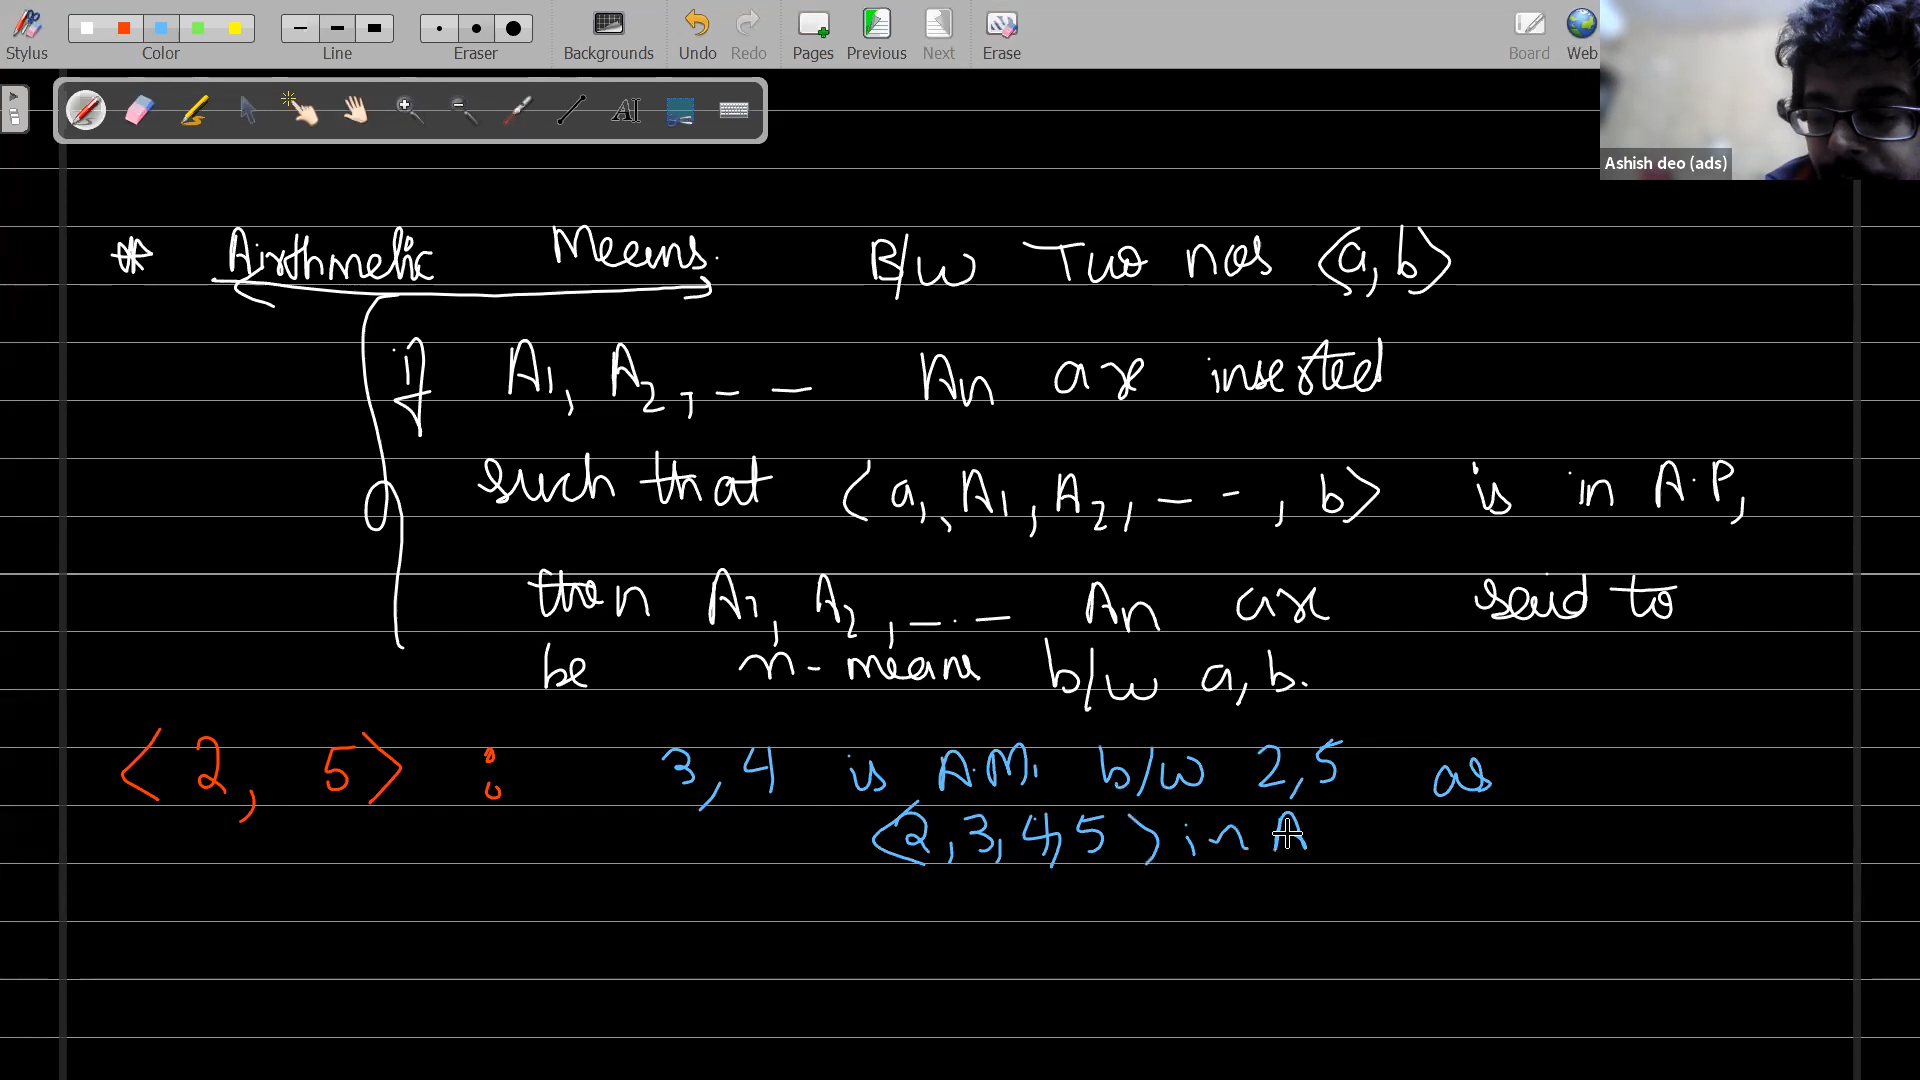 Stylus Color Line Eraser Backgrounds Undo Redo Pages Previous Next Erase Board Web
Ashish deo (ads)
* Airthmetic Means. B/w Two nos <a, b>
if A1, A2, - - An are inserted
such that <a, A1, A2, - - , b> is in A.P,
then A1, A2, -.- An are said to
be n-means b/w a, b.
<2, 5> : 3, 4 is A.M. b/w 2,5 as
<2, 3, 4, 5> in A